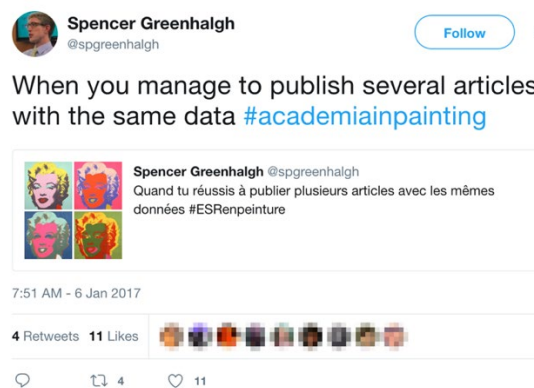 Spencer Greenhalgh
@spgreenhalgh
Follow
When you manage to publish several articles
with the same data #academiainpainting
Spencer Greenhalgh @spgreenhalgh
Quand tu réussis à publier plusieurs articles avec les mêmes
données #ESRenpeinture
7:51 AM - 6 Jan 2017
4 Retweets 11 Likes
4 11